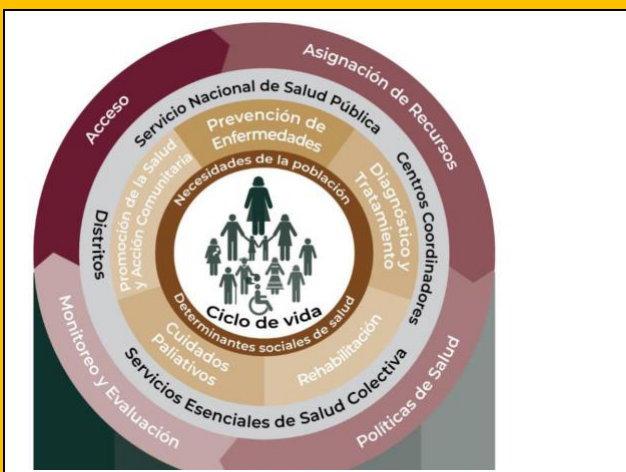 Acceso
Asignación de Recursos
Políticas de Salud
Monitoreo y Evaluación
Servicio Nacional de Salud Pública
Centros Coordinadores
Servicios Esenciales de Salud Colectiva
Distritos
Prevención de
Enfermedades
Diagnóstico y
Tratamiento
Rehabilitación
Cuidados
Paliativos
Promoción de la Salud
y Acción Comunitaria
Necesidades de la población
Determinantes sociales de salud
Ciclo de vida